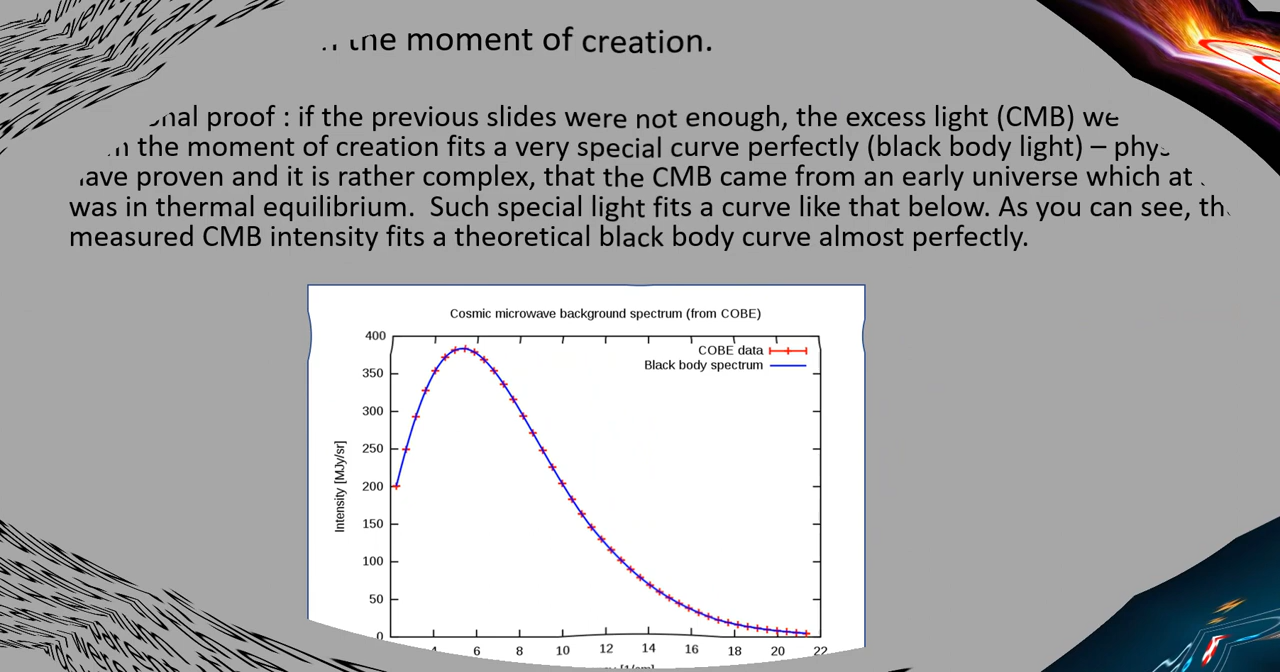 the moment of creation.
proof : if the previous slides were not enough, the excess light (CMB) we
the moment of creation fits a very special curve perfectly (black body light) –
proven and it is rather complex, that the CMB came from an early universe which at
was in thermal equilibrium. Such special light fits a curve like that below. As you can see,
measured CMB intensity fits a theoretical black body curve almost perfectly.
Cosmic microwave background spectrum (from COBE)
COBE data
Black body spectrum
Intensity [MJy/sr]
400
350
300
250
200
150
100
50
0
4 6 8 10 12 14 16 18 20 22